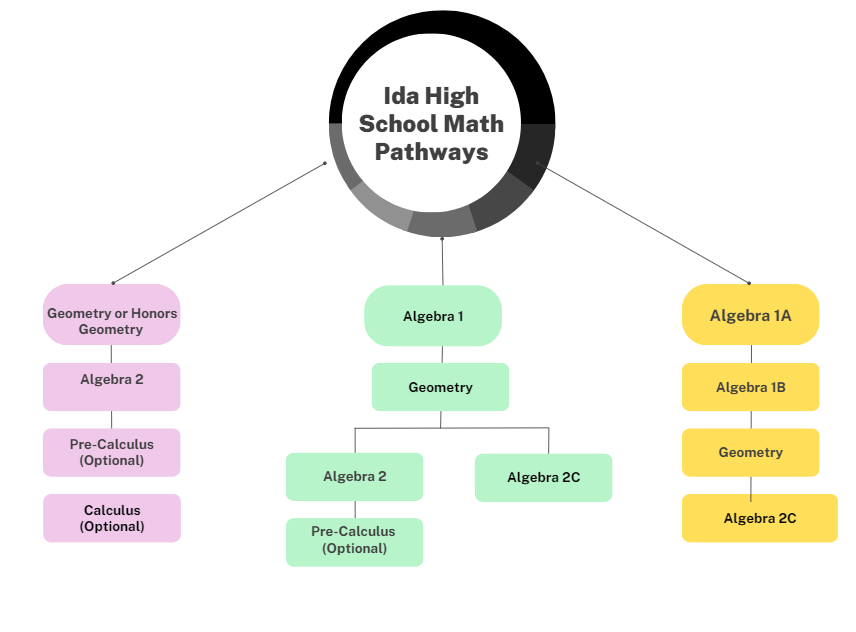 Ida High
School Math
Pathways
Geometry or Honors
Geometry
Algebra 2
Pre-Calculus
(Optional)
Calculus
(Optional)
Algebra 1
Geometry
Algebra 2
Pre-Calculus
(Optional)
Algebra 2C
Algebra 1A
Algebra 1B
Geometry
Algebra 2C